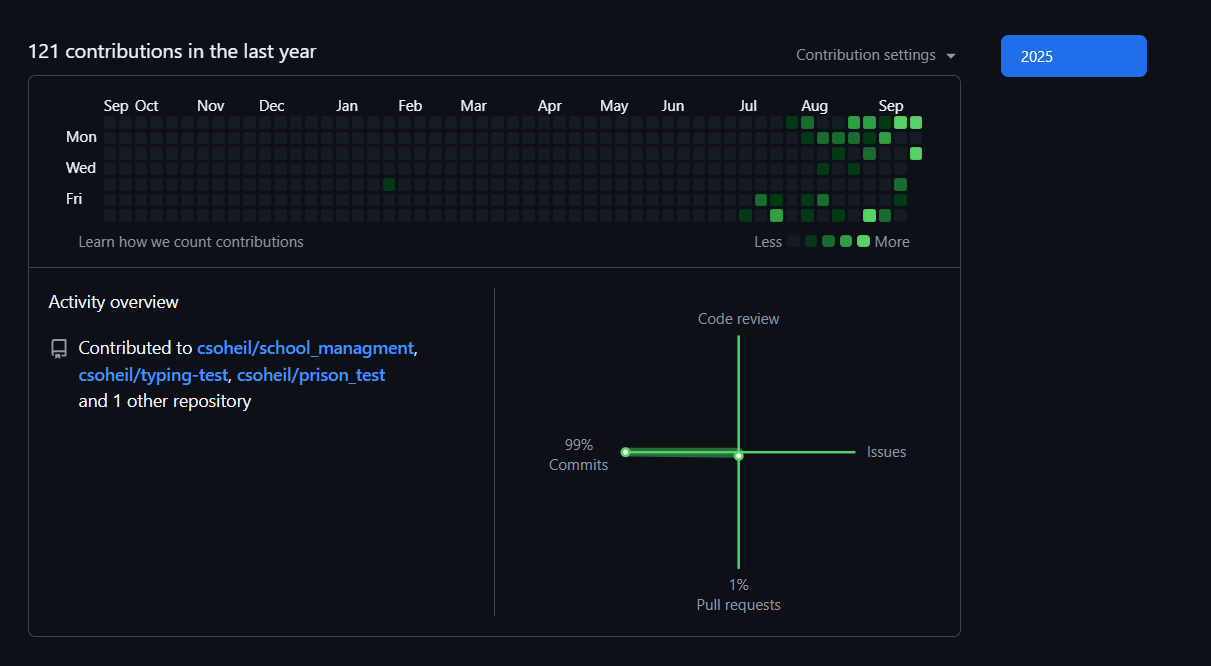 121 contributions in the last year
Contribution settings
2025
Sep Oct Nov Dec Jan Feb Mar Apr May Jun Jul Aug Sep
Mon
Wed
Fri
Learn how we count contributions
Less More
Activity overview
Contributed to csoheil/school_managment,
csoheil/typing-test, csoheil/prison_test
and 1 other repository
Code review
99%
Commits
Issues
1%
Pull requests